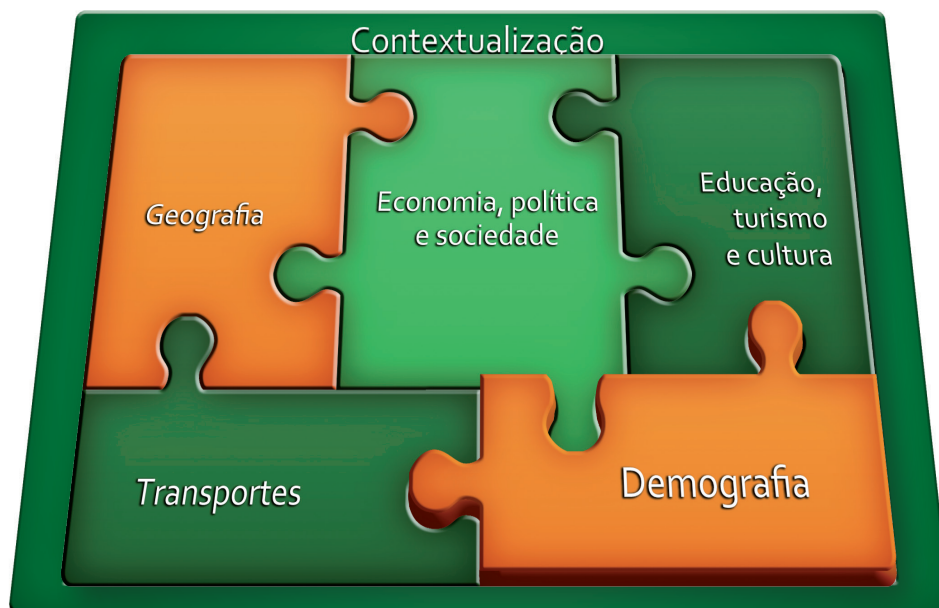 Contextualização
Geografia
Economia, política
e sociedade
Educação,
turismo
e cultura
Transportes
Demografia